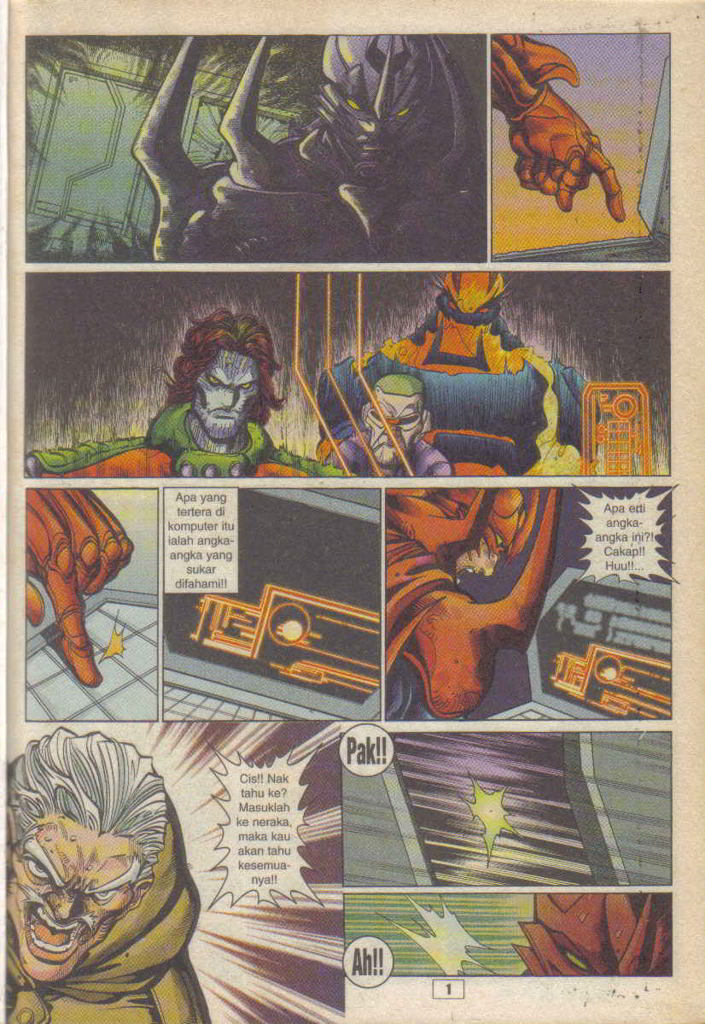 Apa yang
tertera di
komputer itu
ialah angka-
angka yang
sukar
difahami!!
Apa erti
angka-
angka ini?!
Cakap!!
Huu!!...
Cis!! Nak
tahu ke?
Masuklah
ke neraka,
maka kau
akan tahu
kesemua-
nya!!
Pak!!
Ah!!
1